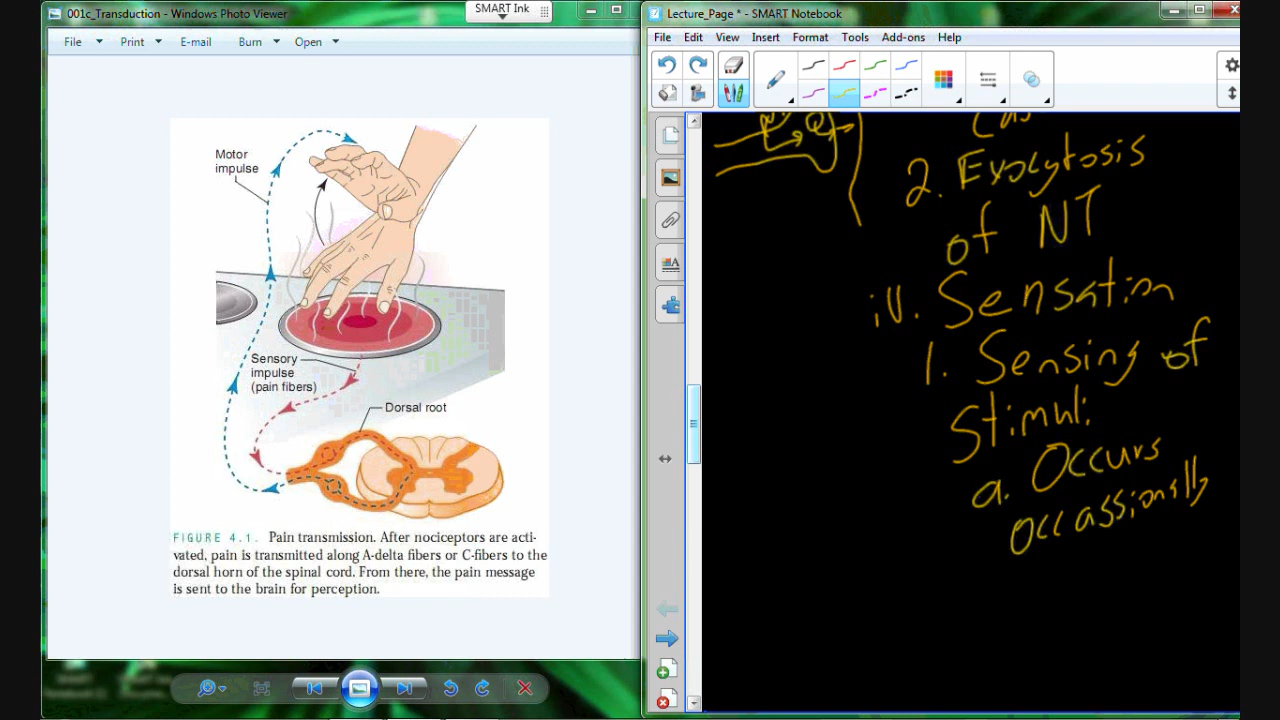 001c_Transduction - Windows Photo Viewer
SMART Ink
File Print E-mail Burn Open
Motor
impulse
Sensory
impulse
(pain fibers)
Dorsal root
FIGURE 4.1. Pain transmission. After nociceptors are acti-
vated, pain is transmitted along A-delta fibers or C-fibers to the
dorsal horn of the spinal cord. From there, the pain message
is sent to the brain for perception.
Lecture_Page * - SMART Notebook
File Edit View Insert Format Tools Add-ons Help
2. Exocytosis
of NT
iv. Sensation
1. Sensing of
Stimuli
a. Occurs
occassionally